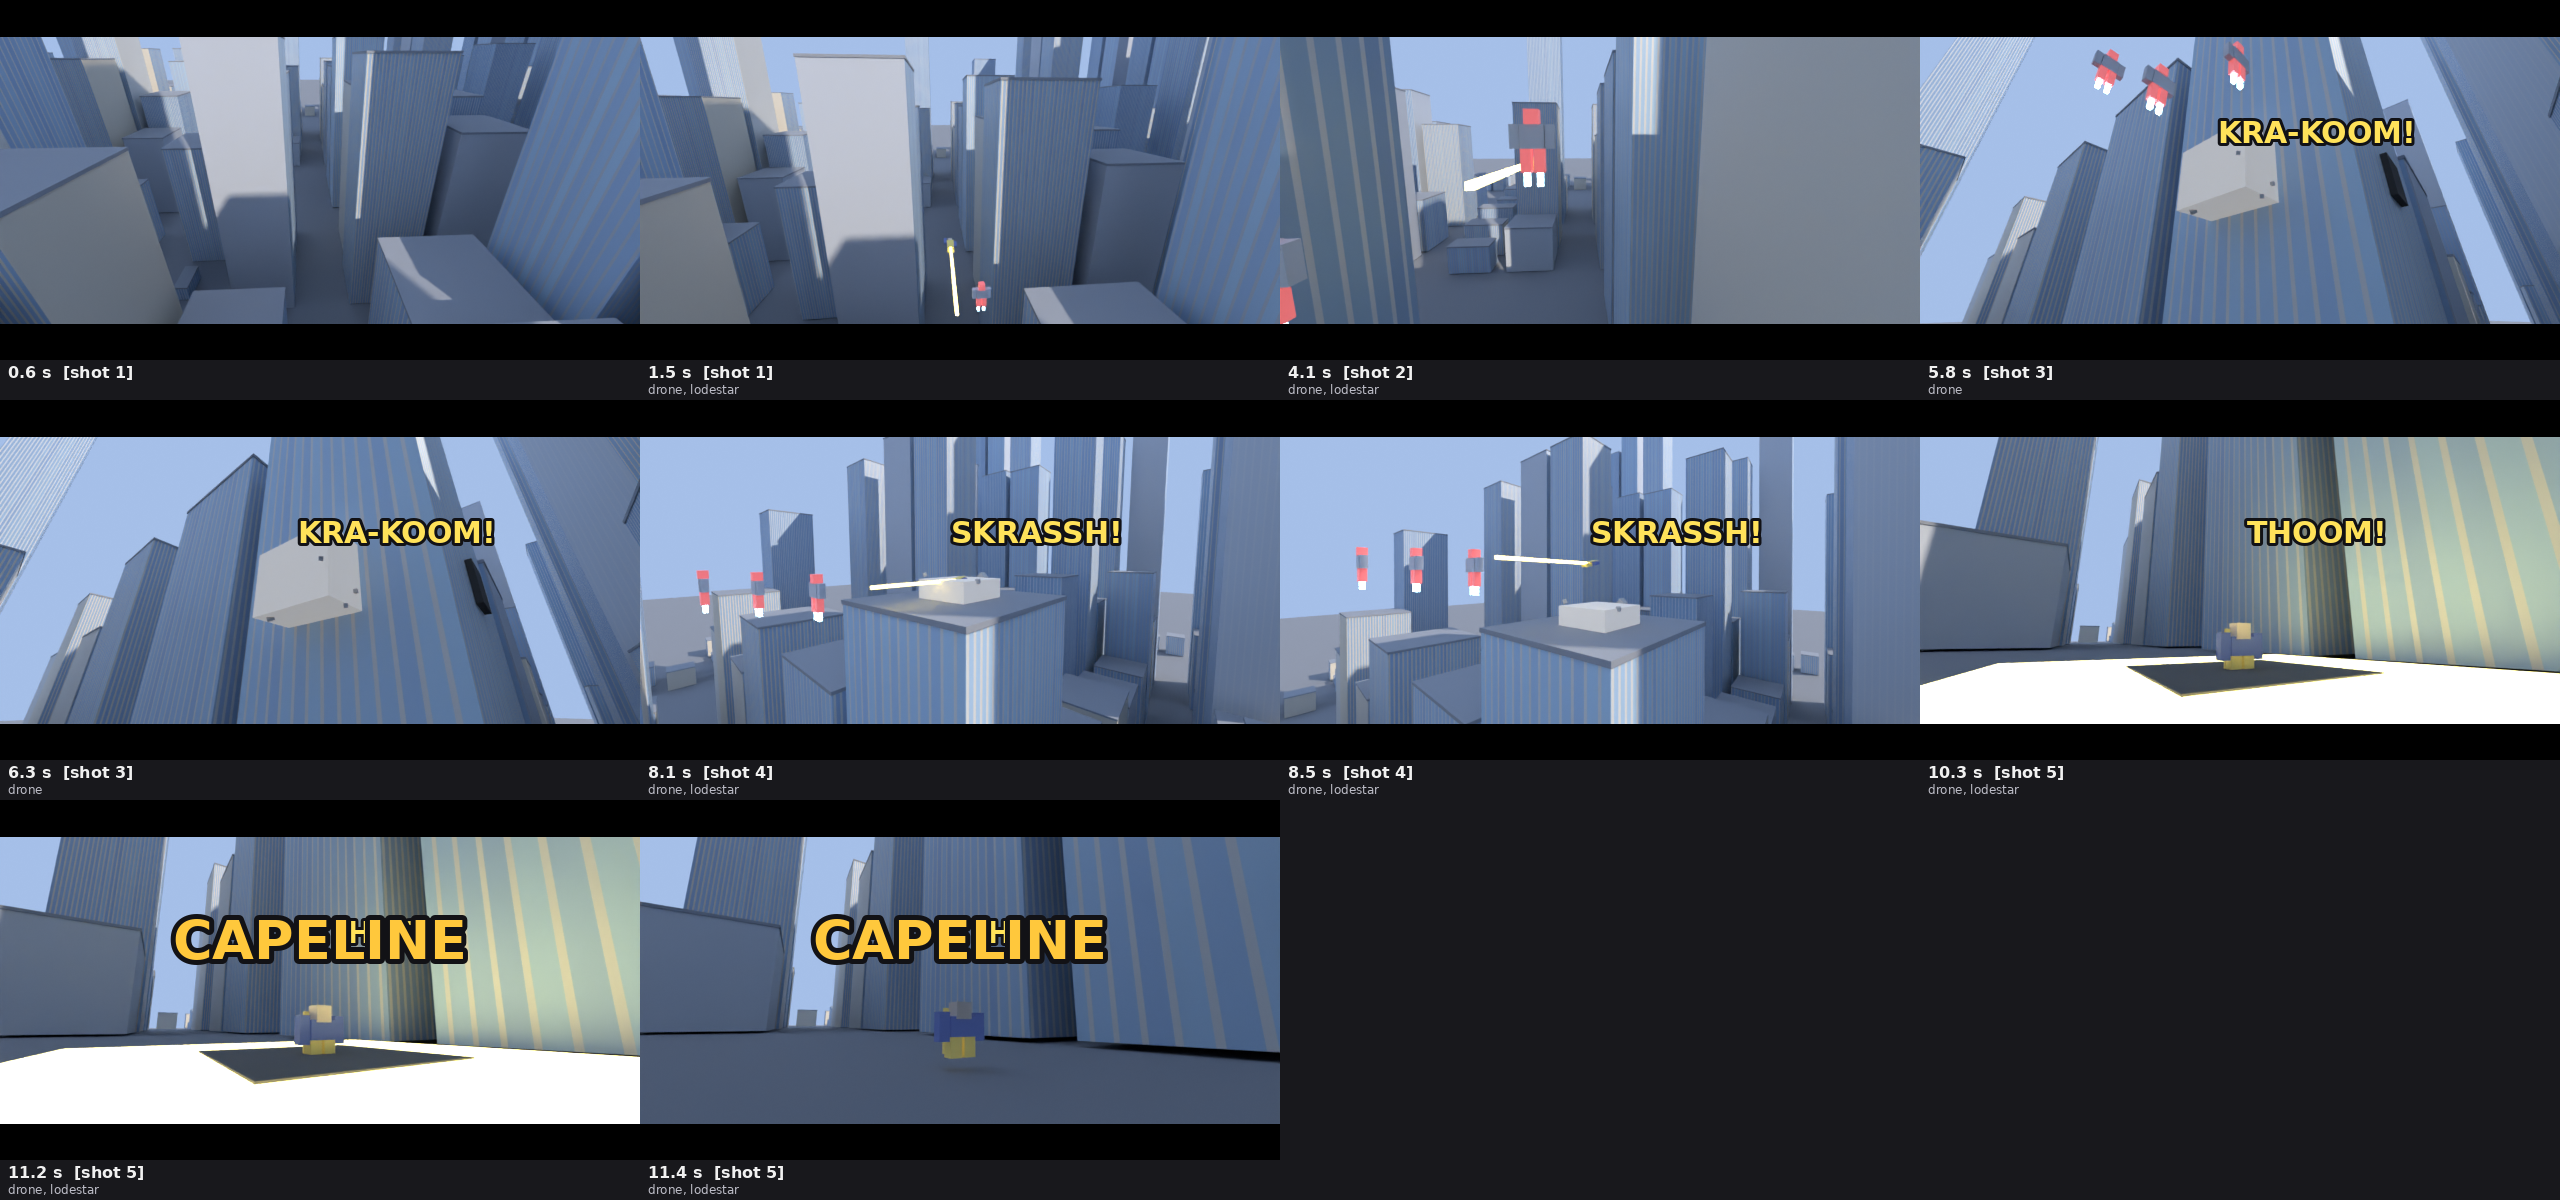 0.6 s [shot 1]
1.5 s [shot 1]
drone, lodestar
4.1 s [shot 2]
drone, lodestar
KRA-KOOM!
5.8 s [shot 3]
drone
KRA-KOOM!
6.3 s [shot 3]
drone
SKRASSH!
8.1 s [shot 4]
drone, lodestar
SKRASSH!
8.5 s [shot 4]
drone, lodestar
THOOM!
10.3 s [shot 5]
drone, lodestar
CAPELINE
H
11.2 s [shot 5]
drone, lodestar
CAPELINE
H
11.4 s [shot 5]
drone, lodestar